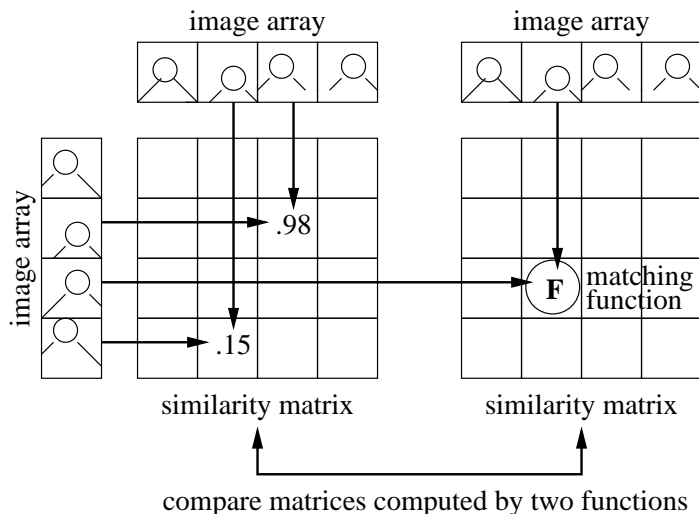 image array
image array
image array
.98
F
matching
function
.15
similarity matrix
similarity matrix
compare matrices computed by two functions